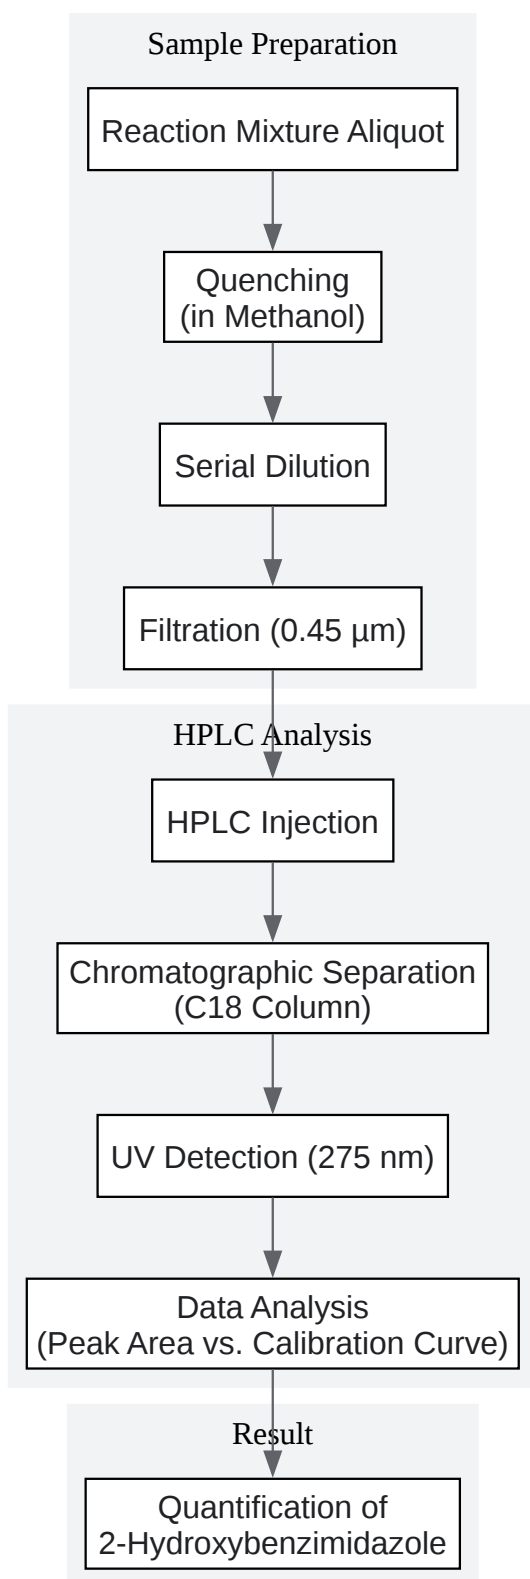 Sample Preparation
Reaction Mixture Aliquot
Quenching
(in Methanol)
Serial Dilution
Filtration (0.45 µm)
HPLC Analysis
HPLC Injection
Chromatographic Separation
(C18 Column)
UV Detection (275 nm)
Data Analysis
(Peak Area vs. Calibration Curve)
Result
Quantification of
2-Hydroxybenzimidazole